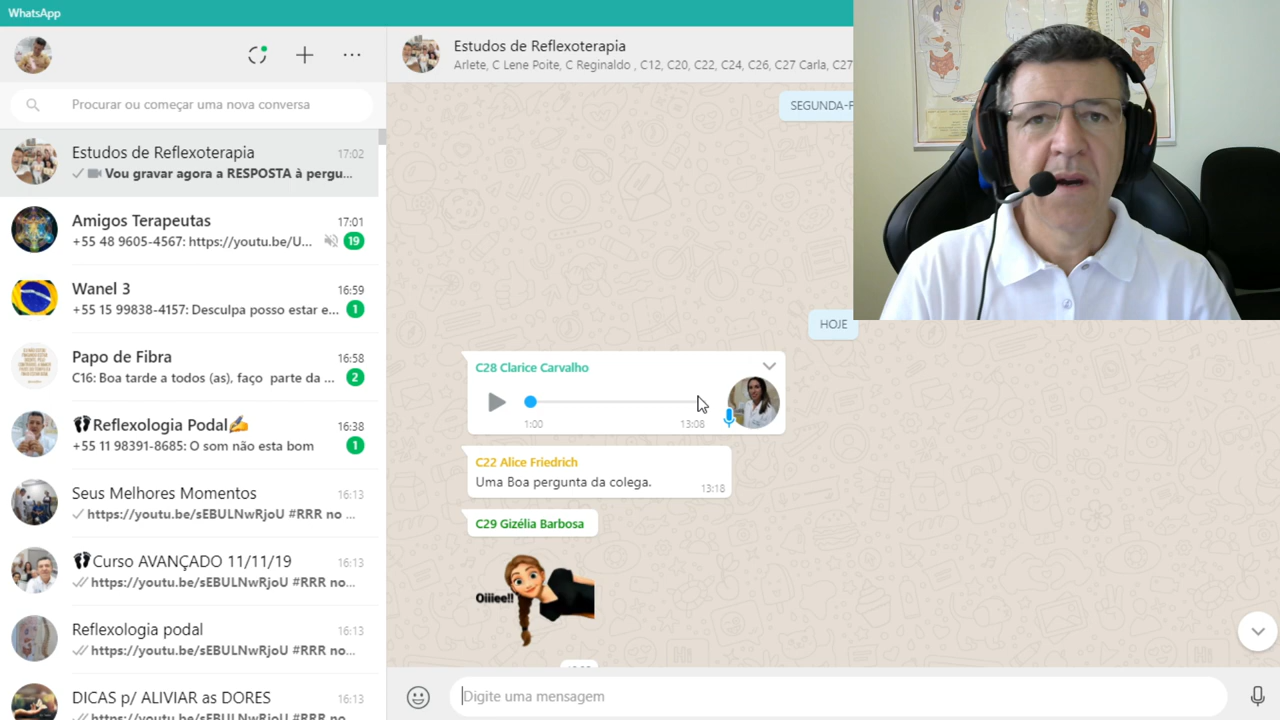 WhatsApp
Procurar ou começar uma nova conversa
Estudos de Reflexoterapia 17:02
Vou gravar agora a RESPOSTA à pergu...
Amigos Terapeutas 17:01
+55 48 9605-4567: https://youtu.be/U... 19
Wanel 3 16:59
+55 15 99838-4157: Desculpa posso estar e... 1
Papo de Fibra 16:58
C16: Boa tarde a todos (as), faço parte da ... 2
👣Reflexologia Podal✍ 16:38
+55 11 98391-8685: O som não esta bom 1
Seus Melhores Momentos 16:13
https://youtu.be/sEBULNwRjoU #RRR no ...
👣Curso AVANÇADO 11/11/19 16:13
https://youtu.be/sEBULNwRjoU #RRR no...
Reflexologia podal 16:13
https://youtu.be/sEBULNwRjoU #RRR no...
DICAS p/ ALIVIAR as DORES 16:13
https://youtu.be/sEBULNwRjoU #RRR no...
Estudos de Reflexoterapia
Arlete, C Lene Poite, C Reginaldo , C12, C20, C22, C24, C26, C27 Carla, C27
SEGUNDA-F
HOJE
C28 Clarice Carvalho
1:00 13:08
C22 Alice Friedrich
Uma Boa pergunta da colega. 13:18
C29 Gizélia Barbosa
Oiiiee!!
Digite uma mensagem